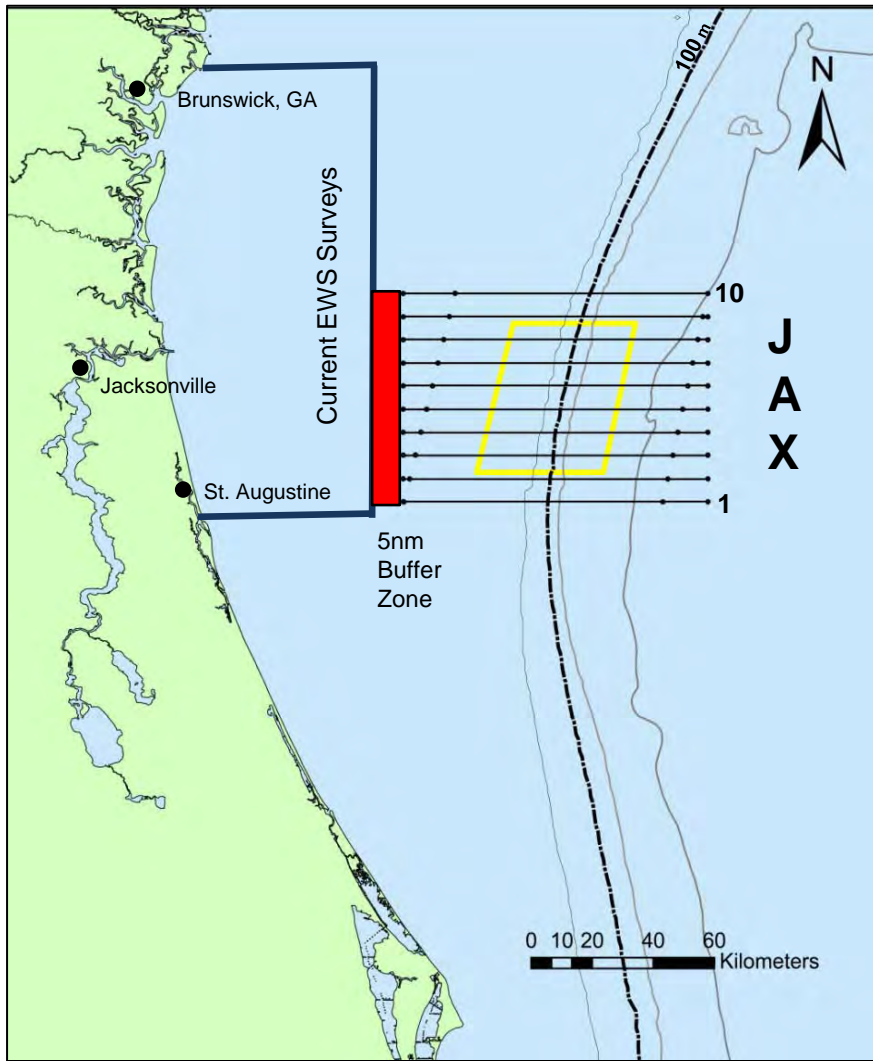 100 m
N
Brunswick, GA
Current EWS Surveys
10
J
A
X
Jacksonville
St. Augustine
1
5nm
Buffer
Zone
0 10 20 40 60
Kilometers